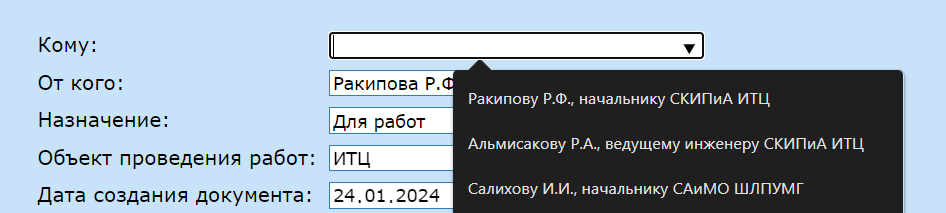 Кому:
От кого: Ракипова Р.Ф
Ракипову Р.Ф., начальнику СКИПиА ИТЦ
Назначение: Для работ
Альмисакову Р.А., ведущему инженеру СКИПиА ИТЦ
Объект проведения работ: ИТЦ
Дата создания документа: 24.01.2024
Салихову И.И., начальнику САиМО ШЛПУМГ